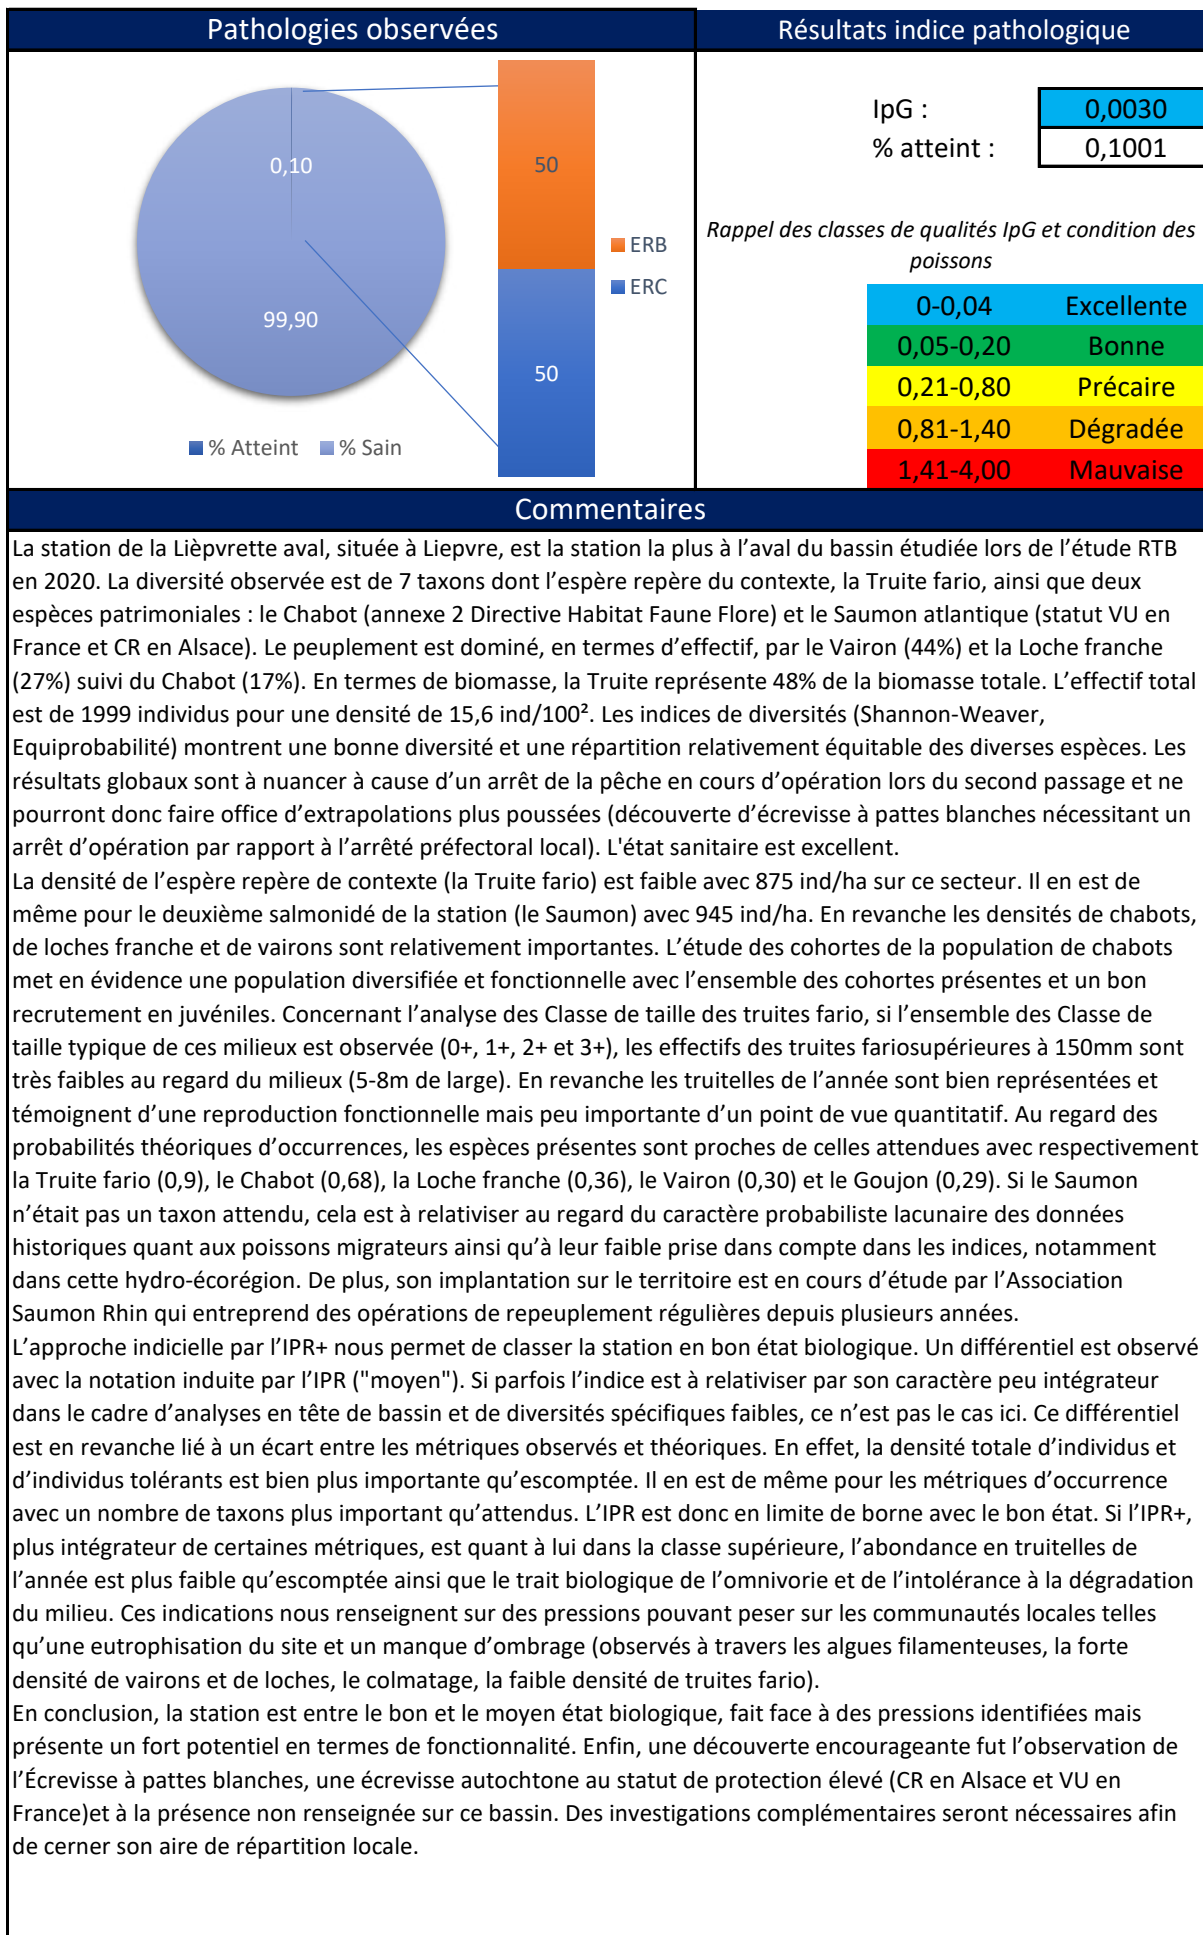 Pathologies observées
Résultats indice pathologique
IpG :
0,0030
% atteint :
0,1001
0,10
99,90
50
50
ERB
ERC
% Atteint
% Sain
Rappel des classes de qualités IpG et condition des
poissons
0-0,04 Excellente
0,05-0,20 Bonne
0,21-0,80 Précaire
0,81-1,40 Dégradée
1,41-4,00 Mauvaise
Commentaires
La station de la Lièpvrette aval, située à Liepvre, est la station la plus à l’aval du bassin étudiée lors de l’étude RTB
en 2020. La diversité observée est de 7 taxons dont l’espère repère du contexte, la Truite fario, ainsi que deux
espèces patrimoniales : le Chabot (annexe 2 Directive Habitat Faune Flore) et le Saumon atlantique (statut VU en
France et CR en Alsace). Le peuplement est dominé, en termes d’effectif, par le Vairon (44%) et la Loche franche
(27%) suivi du Chabot (17%). En termes de biomasse, la Truite représente 48% de la biomasse totale. L’effectif total
est de 1999 individus pour une densité de 15,6 ind/100². Les indices de diversités (Shannon-Weaver,
Equiprobabilité) montrent une bonne diversité et une répartition relativement équitable des diverses espèces. Les
résultats globaux sont à nuancer à cause d’un arrêt de la pêche en cours d’opération lors du second passage et ne
pourront donc faire office d’extrapolations plus poussées (découverte d’écrevisse à pattes blanches nécessitant un
arrêt d’opération par rapport à l’arrêté préfectoral local). L'état sanitaire est excellent.
La densité de l’espère repère de contexte (la Truite fario) est faible avec 875 ind/ha sur ce secteur. Il en est de
même pour le deuxième salmonidé de la station (le Saumon) avec 945 ind/ha. En revanche les densités de chabots,
de loches franche et de vairons sont relativement importantes. L’étude des cohortes de la population de chabots
met en évidence une population diversifiée et fonctionnelle avec l’ensemble des cohortes présentes et un bon
recrutement en juvéniles. Concernant l’analyse des Classe de taille des truites fario, si l’ensemble des Classe de
taille typique de ces milieux est observée (0+, 1+, 2+ et 3+), les effectifs des truites fariosupérieures à 150mm sont
très faibles au regard du milieux (5-8m de large). En revanche les truitelles de l’année sont bien représentées et
témoignent d’une reproduction fonctionnelle mais peu importante d’un point de vue quantitatif. Au regard des
probabilités théoriques d’occurrences, les espèces présentes sont proches de celles attendues avec respectivement
la Truite fario (0,9), le Chabot (0,68), la Loche franche (0,36), le Vairon (0,30) et le Goujon (0,29). Si le Saumon
n’était pas un taxon attendu, cela est à relativiser au regard du caractère probabiliste lacunaire des données
historiques quant aux poissons migrateurs ainsi qu’à leur faible prise dans compte dans les indices, notamment
dans cette hydro-écorégion. De plus, son implantation sur le territoire est en cours d’étude par l’Association
Saumon Rhin qui entreprend des opérations de repeuplement régulières depuis plusieurs années.
L’approche indicielle par l’IPR+ nous permet de classer la station en bon état biologique. Un différentiel est observé
avec la notation induite par l’IPR ("moyen"). Si parfois l’indice est à relativiser par son caractère peu intégrateur
dans le cadre d’analyses en tête de bassin et de diversités spécifiques faibles, ce n’est pas le cas ici. Ce différentiel
est en revanche lié à un écart entre les métriques observés et théoriques. En effet, la densité totale d’individus et
d’individus tolérants est bien plus importante qu’escomptée. Il en est de même pour les métriques d’occurrence
avec un nombre de taxons plus important qu’attendus. L’IPR est donc en limite de borne avec le bon état. Si l’IPR+,
plus intégrateur de certaines métriques, est quant à lui dans la classe supérieure, l’abondance en truitelles de
l’année est plus faible qu’escomptée ainsi que le trait biologique de l’omnivorie et de l’intolérance à la dégradation
du milieu. Ces indications nous renseignent sur des pressions pouvant peser sur les communautés locales telles
qu’une eutrophisation du site et un manque d’ombrage (observés à travers les algues filamenteuses, la forte
densité de vairons et de loches, le colmatage, la faible densité de truites fario).
En conclusion, la station est entre le bon et le moyen état biologique, fait face à des pressions identifiées mais
présente un fort potentiel en termes de fonctionnalité. Enfin, une découverte encourageante fut l’observation de
l’Écrevisse à pattes blanches, une écrevisse autochtone au statut de protection élevé (CR en Alsace et VU en
France)et à la présence non renseignée sur ce bassin. Des investigations complémentaires seront nécessaires afin
de cerner son aire de répartition locale.